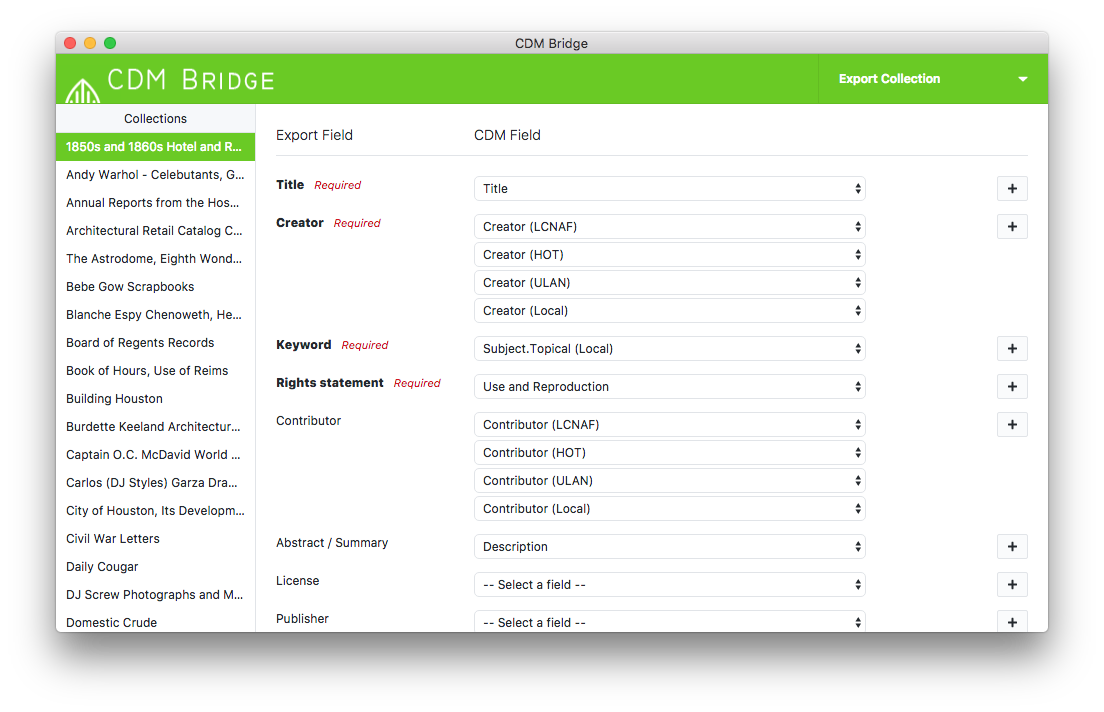 CDM Bridge
CDM BRIDGE
Export Collection
Collections
1850s and 1860s Hotel and R...
Andy Warhol - Celebutants, G...
Annual Reports from the Hos...
Architectural Retail Catalog C...
The Astrodome, Eighth Wond...
Bebe Gow Scrapbooks
Blanche Espy Chenoweth, He...
Board of Regents Records
Book of Hours, Use of Reims
Building Houston
Burdette Keeland Architectur...
Captain O.C. McDavid World ...
Carlos (DJ Styles) Garza Dra...
City of Houston, Its Developm...
Civil War Letters
Daily Cougar
DJ Screw Photographs and M...
Domestic Crude
Export Field CDM Field
Title Required Title +
Creator Required Creator (LCNAF) +
Creator (HOT)
Creator (ULAN)
Creator (Local)
Keyword Required Subject.Topical (Local) +
Rights statement Required Use and Reproduction +
Contributor Contributor (LCNAF) +
Contributor (HOT)
Contributor (ULAN)
Contributor (Local)
Abstract / Summary Description +
License -- Select a field -- +
Publisher -- Select a field -- +